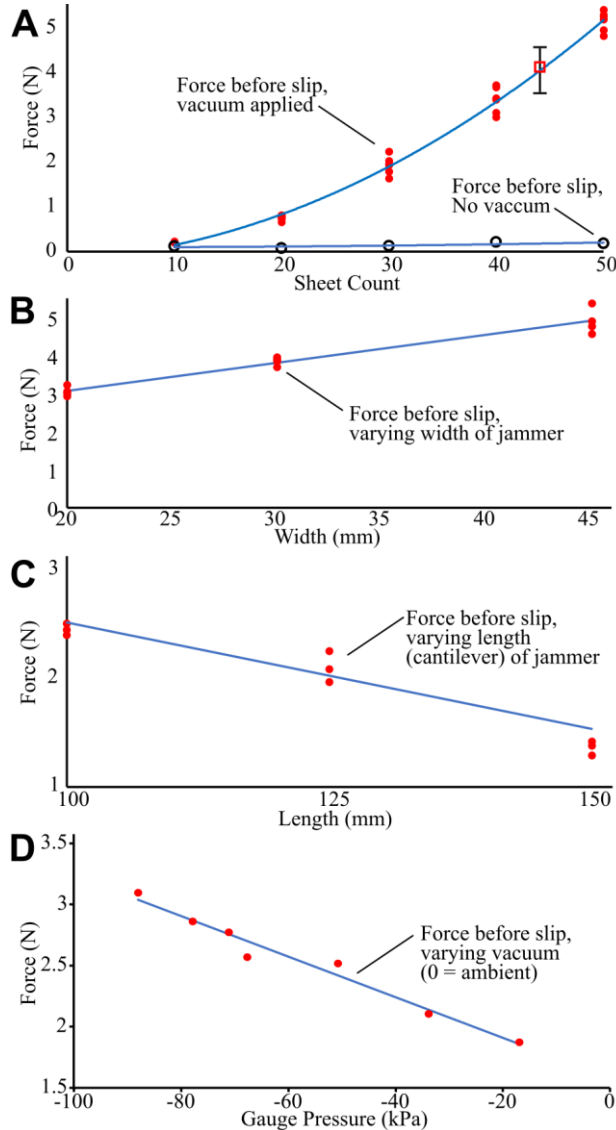 A
5
4
3
2
1
0
Force (N)
Force before slip,
vacuum applied
Force before slip,
No vaccum
0 10 20 30 40 50
Sheet Count
B
5
4
3
2
1
0
Force (N)
Force before slip,
varying width of jammer
20 25 30 35 40 45
Width (mm)
C
3
2
1
Force (N)
Force before slip,
varying length
(cantilever) of jammer
100 125 150
Length (mm)
D
3.5
3
2.5
2
1.5
Force (N)
Force before slip,
varying vacuum
(0 = ambient)
-100 -80 -60 -40 -20 0
Gauge Pressure (kPa)